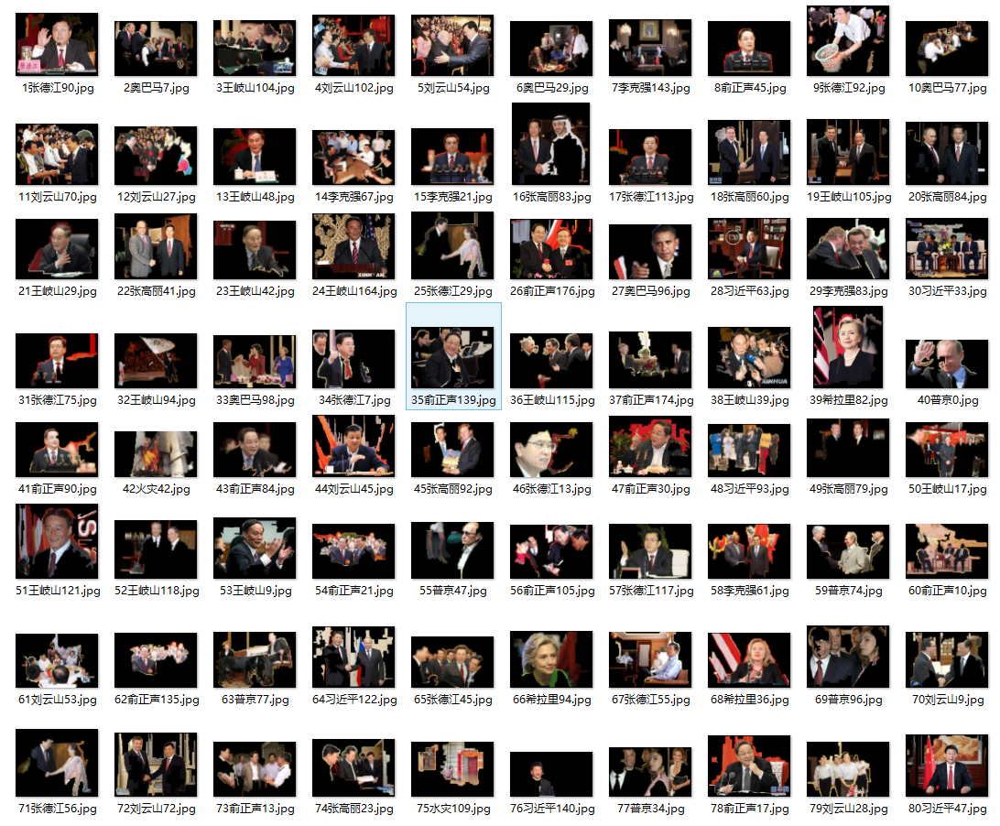 1张德江90.jpg 2奥巴马7.jpg 3王岐山104.jpg 4刘云山102.jpg 5刘云山54.jpg 6奥巴马29.jpg 7李克强143.jpg 8俞正声45.jpg 9张德江92.jpg 10奥巴马77.jpg
11刘云山70.jpg 12刘云山27.jpg 13王岐山48.jpg 14李克强67.jpg 15李克强21.jpg 16张高丽83.jpg 17张德江113.jpg 18张高丽60.jpg 19王岐山105.jpg 20张高丽84.jpg
XINHUAN
21王岐山29.jpg 22张高丽41.jpg 23王岐山42.jpg 24王岐山164.jpg 25张德江29.jpg 26俞正声176.jpg 27奥巴马96.jpg 28习近平63.jpg 29李克强83.jpg 30习近平33.jpg
XINHUA
31张德江75.jpg 32王岐山94.jpg 33奥巴马98.jpg 34张德江7.jpg 35俞正声139.jpg 36王岐山115.jpg 37俞正声174.jpg 38王岐山39.jpg 39希拉里82.jpg 40普京0.jpg
41俞正声90.jpg 42火灾42.jpg 43俞正声84.jpg 44刘云山45.jpg 45张高丽92.jpg 46张德江13.jpg 47俞正声30.jpg 48习近平93.jpg 49张高丽79.jpg 50王岐山17.jpg
51王岐山121.jpg 52王岐山118.jpg 53王岐山9.jpg 54俞正声21.jpg 55普京47.jpg 56俞正声105.jpg 57张德江117.jpg 58李克强61.jpg 59普京74.jpg 60俞正声10.jpg
61刘云山53.jpg 62俞正声135.jpg 63普京77.jpg 64习近平122.jpg 65张德江45.jpg 66希拉里94.jpg 67张德江55.jpg 68希拉里36.jpg 69普京96.jpg 70刘云山9.jpg
71张德江56.jpg 72刘云山72.jpg 73俞正声13.jpg 74张高丽23.jpg 75水灾109.jpg 76习近平140.jpg 77普京34.jpg 78俞正声17.jpg 79刘云山28.jpg 80习近平47.jpg